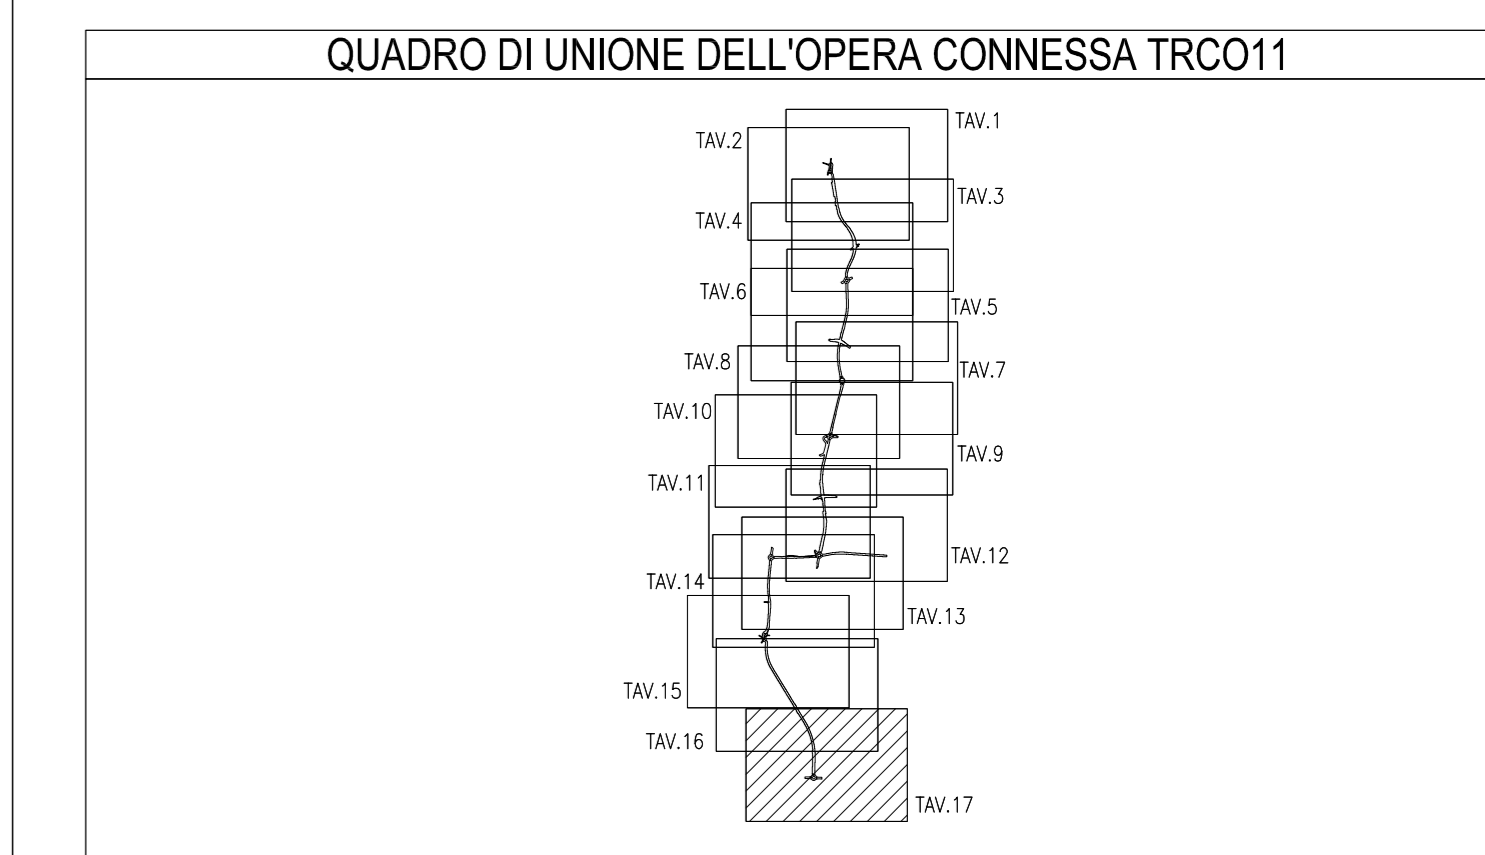 QUADRO DI UNIONE DELL'OPERA CONNESSA TRCO11
TAV.1
TAV.2
TAV.3
TAV.4
TAV.6
TAV.5
TAV.8
TAV.7
TAV.10
TAV.9
TAV.11
TAV.12
TAV.14
TAV.13
TAV.15
TAV.16
TAV.17